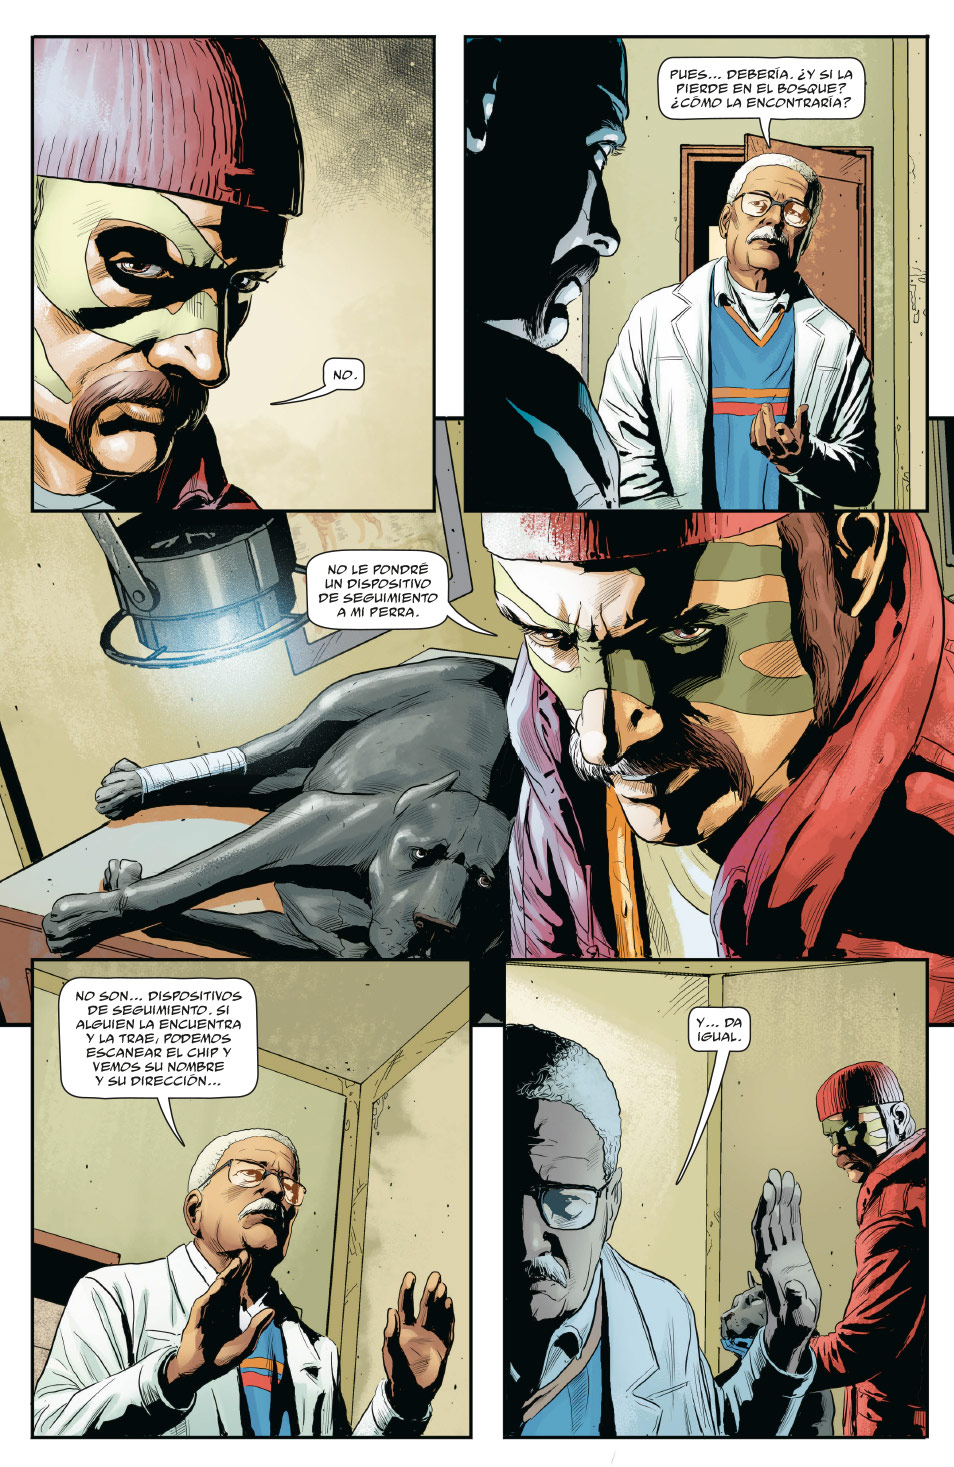 NO.
PUES... DEBERÍA. ¿Y SI LA
PIERDE EN EL BOSQUE?
¿CÓMO LA ENCONTRARÍA?
NO LE PONDRÉ
UN DISPOSITIVO
DE SEGUIMIENTO
A MI PERRA.
NO SON... DISPOSITIVOS
DE SEGUIMIENTO. SI
ALGUIEN LA ENCUENTRA
Y LA TRAE, PODEMOS
ESCANEAR EL CHIP Y
VEMOS SU NOMBRE
Y SU DIRECCIÓN...
Y... DA
IGUAL.